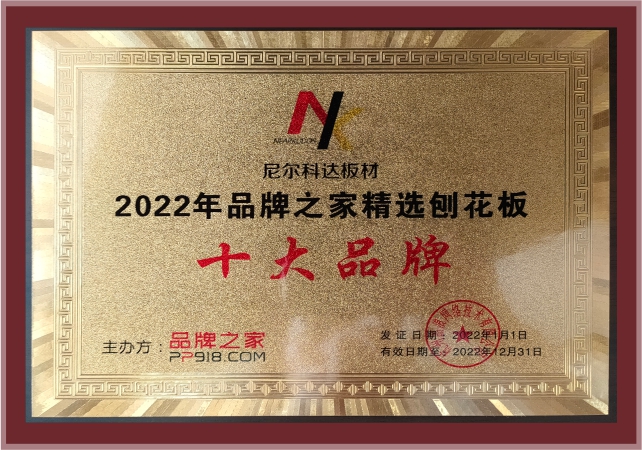 尼尔科达板材
2022年品牌之家精选刨花板
十大品牌
主办方：品牌之家
PP918.COM
发证日期：2022年1月1日
有效日期至：2022年12月31日